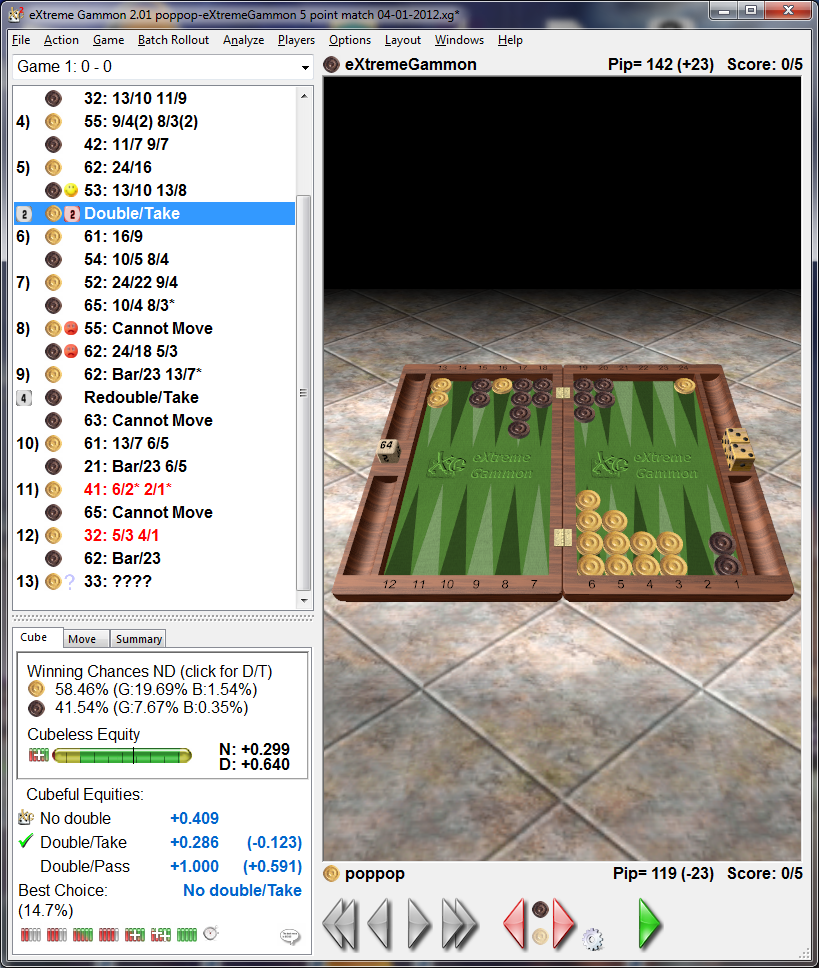 eXtreme Gammon 2.01 poppop-eXtremeGammon 5 point match 04-01-2012.xg*
File Action Game Batch Rollout Analyze Players Options Layout Windows Help
Game 1: 0 - 0
32: 13/10 11/9
4) 55: 9/4(2) 8/3(2)
42: 11/7 9/7
5) 62: 24/16
53: 13/10 13/8
2 2 Double/Take
6) 61: 16/9
54: 10/5 8/4
7) 52: 24/22 9/4
65: 10/4 8/3*
8) 55: Cannot Move
62: 24/18 5/3
9) 62: Bar/23 13/7*
4 Redouble/Take
63: Cannot Move
10) 61: 13/7 6/5
21: Bar/23 6/5
11) 41: 6/2* 2/1*
65: Cannot Move
12) 32: 5/3 4/1
62: Bar/23
13) ? 33: ????
Cube Move Summary
Winning Chances ND (click for D/T)
58.46% (G:19.69% B:1.54%)
41.54% (G:7.67% B:0.35%)
Cubeless Equity
N: +0.299
D: +0.640
Cubeful Equities:
No double +0.409
Double/Take +0.286 (-0.123)
Double/Pass +1.000 (+0.591)
Best Choice: No double/Take
(14.7%)
eXtremeGammon Pip= 142 (+23) Score: 0/5
13 14 15 16 17 18 19 20 21 22 23 24
64
eXtreme Gammon
eXtreme Gammon
12 11 10 9 8 7 6 5 4 3 2 1
poppop Pip= 119 (-23) Score: 0/5